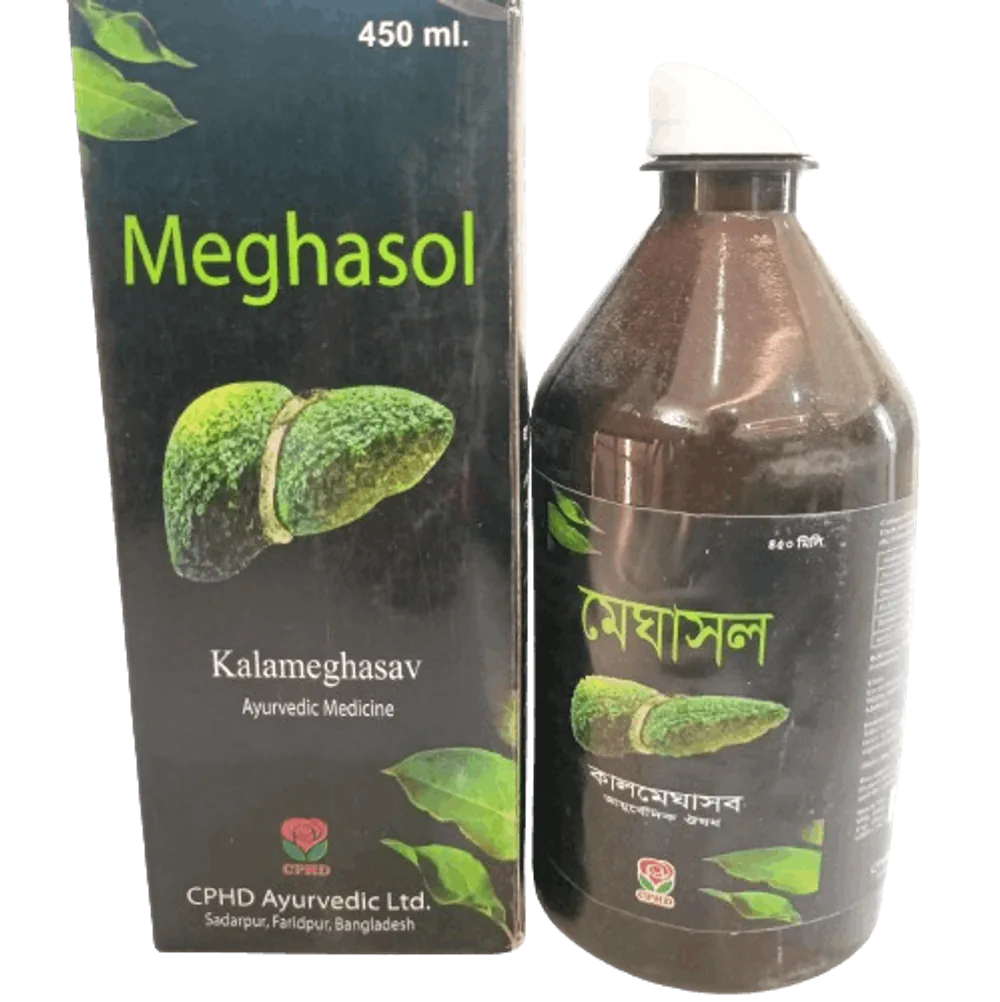 450 ml.
Meghasol
Kalameghasav
Ayurvedic Medicine
CPHD
CPHD Ayurvedic Ltd.
Sadarpur, Faridpur, Bangladesh
৪৫০ মিলি.
মেঘাসল
কালমেঘাসব
আয়ুর্বেদিক ঔষধ
CPHD